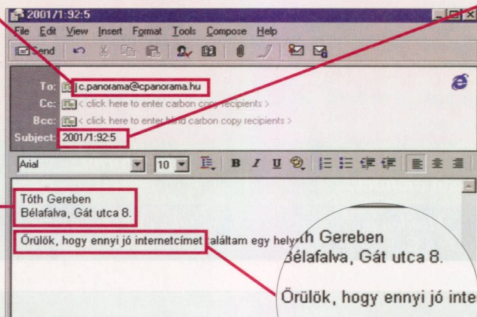 2001/1:92:5
File Edit View Insert Format Tools Compose Help
Send
To: c.panorama@cpanorama.hu
Cc: < click here to enter carbon copy recipients >
Bcc: < click here to enter blind carbon copy recipients >
Subject: 2001/1:92:5
Arial 10 B I U
Tóth Gereben
Bélafalva, Gát utca 8.
Örülök, hogy ennyi jó internetcímet találtam egy hely
th Gereben
Bélafalva, Gát utca 8.
Örülök, hogy ennyi jó inte